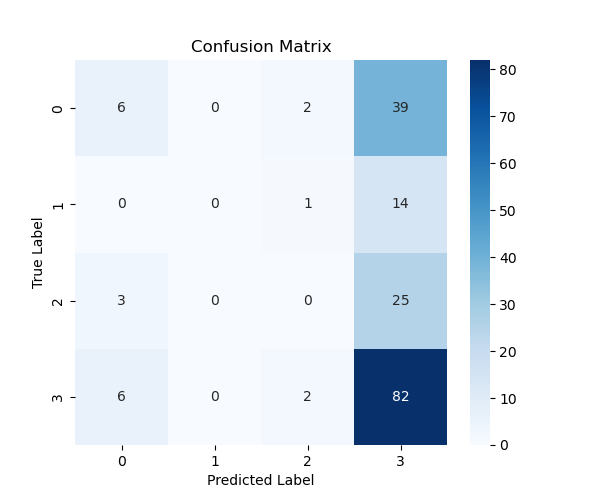 Confusion Matrix
True Label
0 6 0 2 39
1 0 0 1 14
2 3 0 0 25
3 6 0 2 82
0 1 2 3
Predicted Label
80
70
60
50
40
30
20
10
0